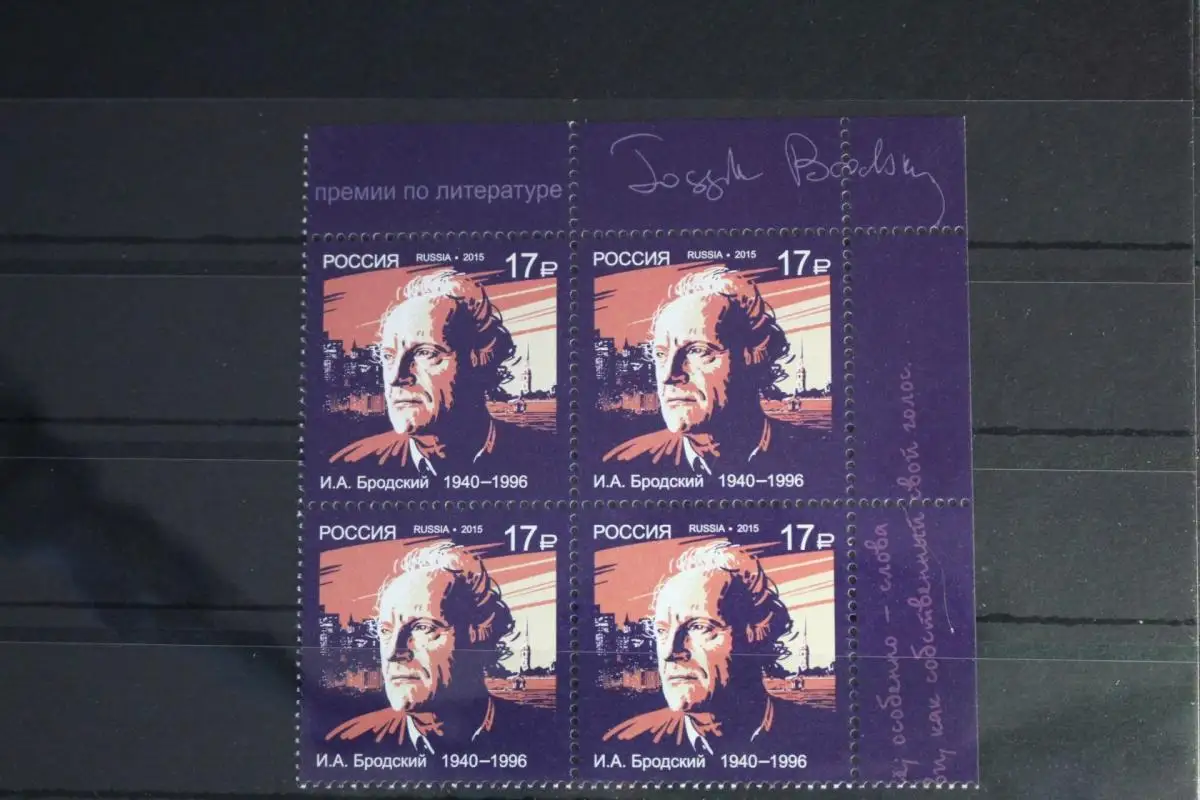 премии по литературе
Joseph Brodsky
РОССИЯ RUSSIA • 2015 17₽
И.А. Бродский 1940–1996
РОССИЯ RUSSIA • 2015 17₽
И.А. Бродский 1940–1996
РОССИЯ RUSSIA • 2015 17₽
И.А. Бродский 1940–1996
РОССИЯ RUSSIA • 2015 17₽
И.А. Бродский 1940–1996
особенно – слова
как собственный свой голос.